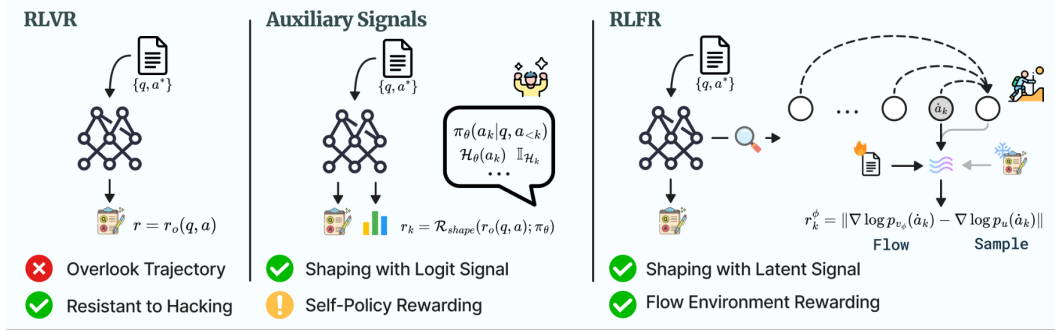 RLVR
{q, a*}
r = r_o(q, a)
Overlook Trajectory
Resistant to Hacking
Auxiliary Signals
{q, a*}
π_θ(a_k|q, a_{<k})
ℋ_θ(a_k) 𝕀_{ℋ_k}
...
r_k = ℛ_{shape}(r_o(q, a); π_θ)
Shaping with Logit Signal
Self-Policy Rewarding
RLFR
{q, a*}
...
ȧ_k
r_k^ϕ = ‖∇ log p_{v_ϕ}(ȧ_k) − ∇ log p_u(ȧ_k)‖
Flow Sample
Shaping with Latent Signal
Flow Environment Rewarding